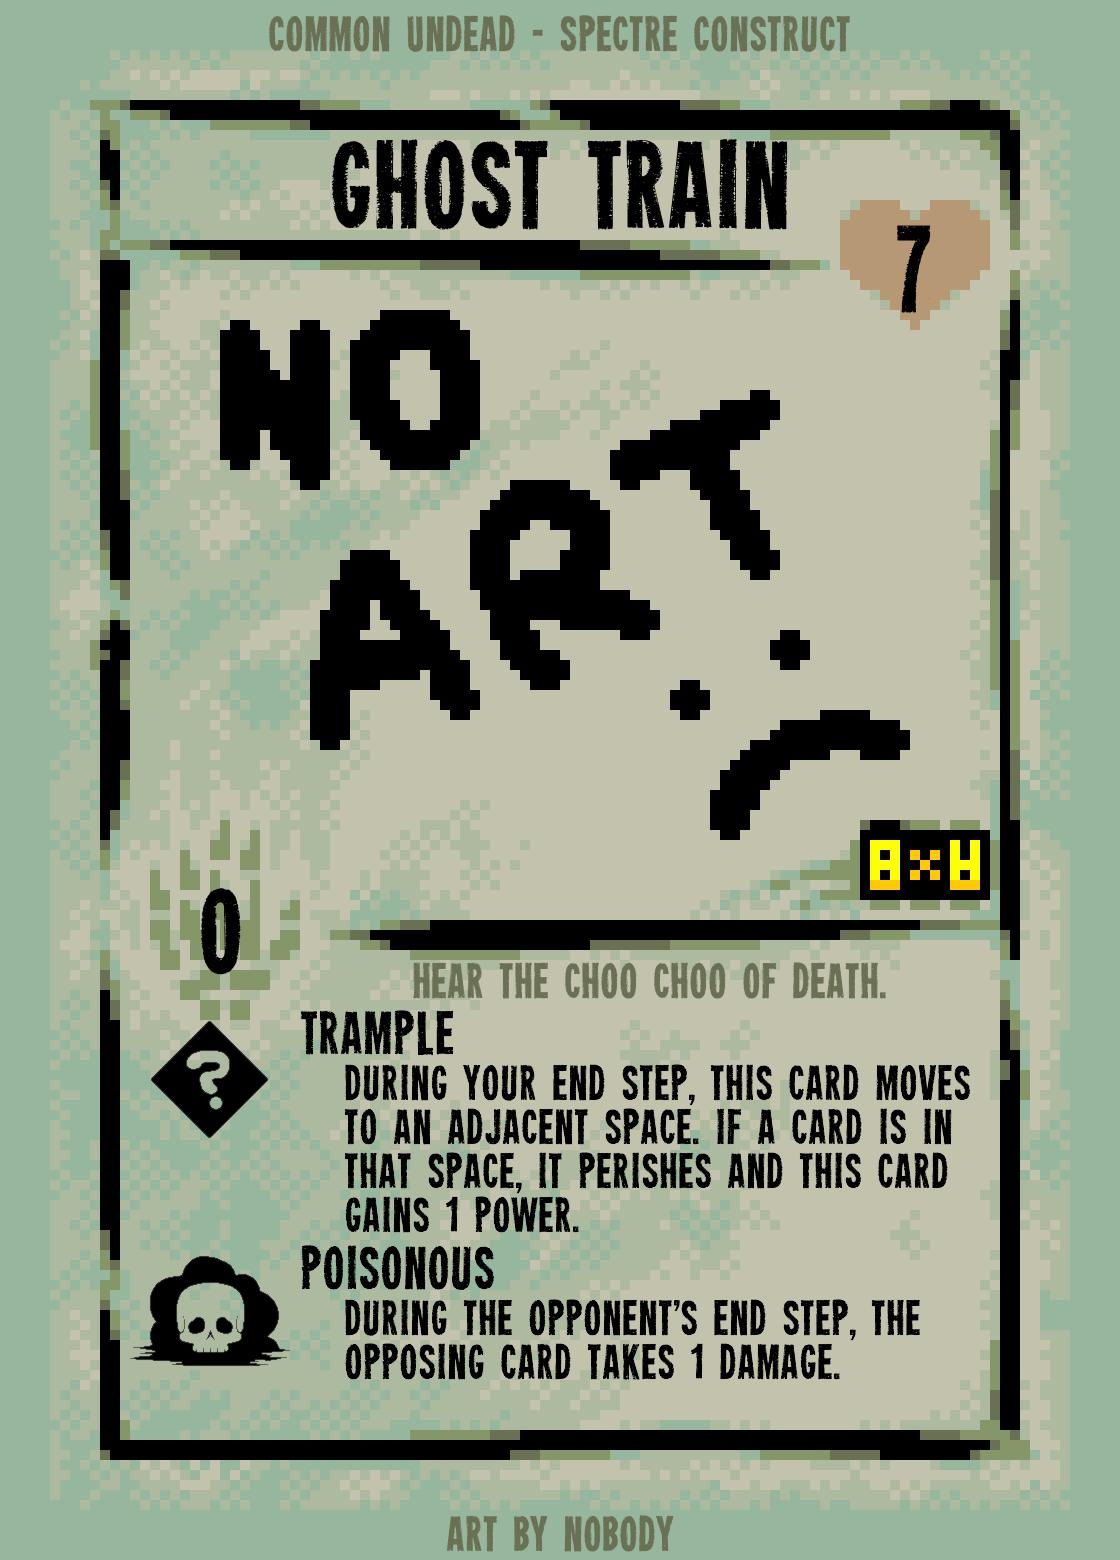 COMMON UNDEAD - SPECTRE CONSTRUCT
GHOST TRAIN
7
NO
ART
0
HEAR THE CHOO CHOO OF DEATH.
TRAMPLE
?
DURING YOUR END STEP, THIS CARD MOVES
TO AN ADJACENT SPACE. IF A CARD IS IN
THAT SPACE, IT PERISHES AND THIS CARD
GAINS 1 POWER.
POISONOUS
DURING THE OPPONENT'S END STEP, THE
OPPOSING CARD TAKES 1 DAMAGE.
ART BY NOBODY